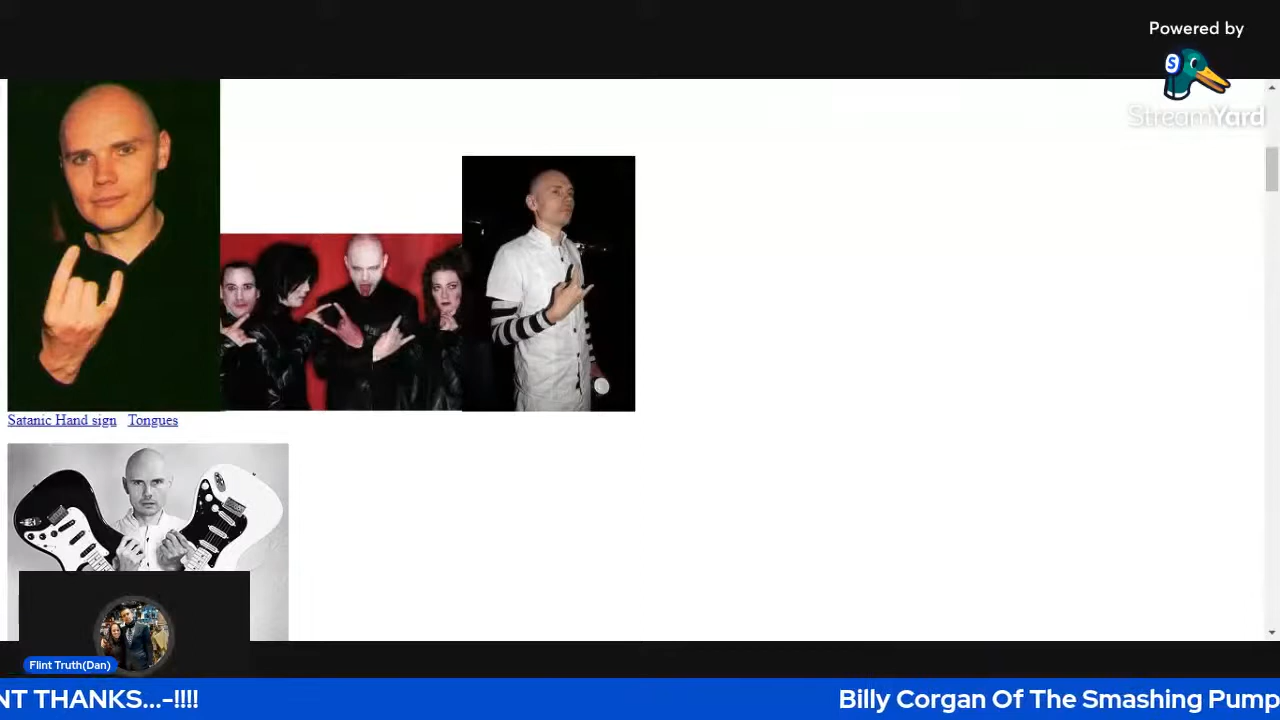 Powered by
S
StreamYard
Satanic Hand sign Tongues
Flint Truth(Dan)
NT THANKS...-!!!! Billy Corgan Of The Smashing Pump